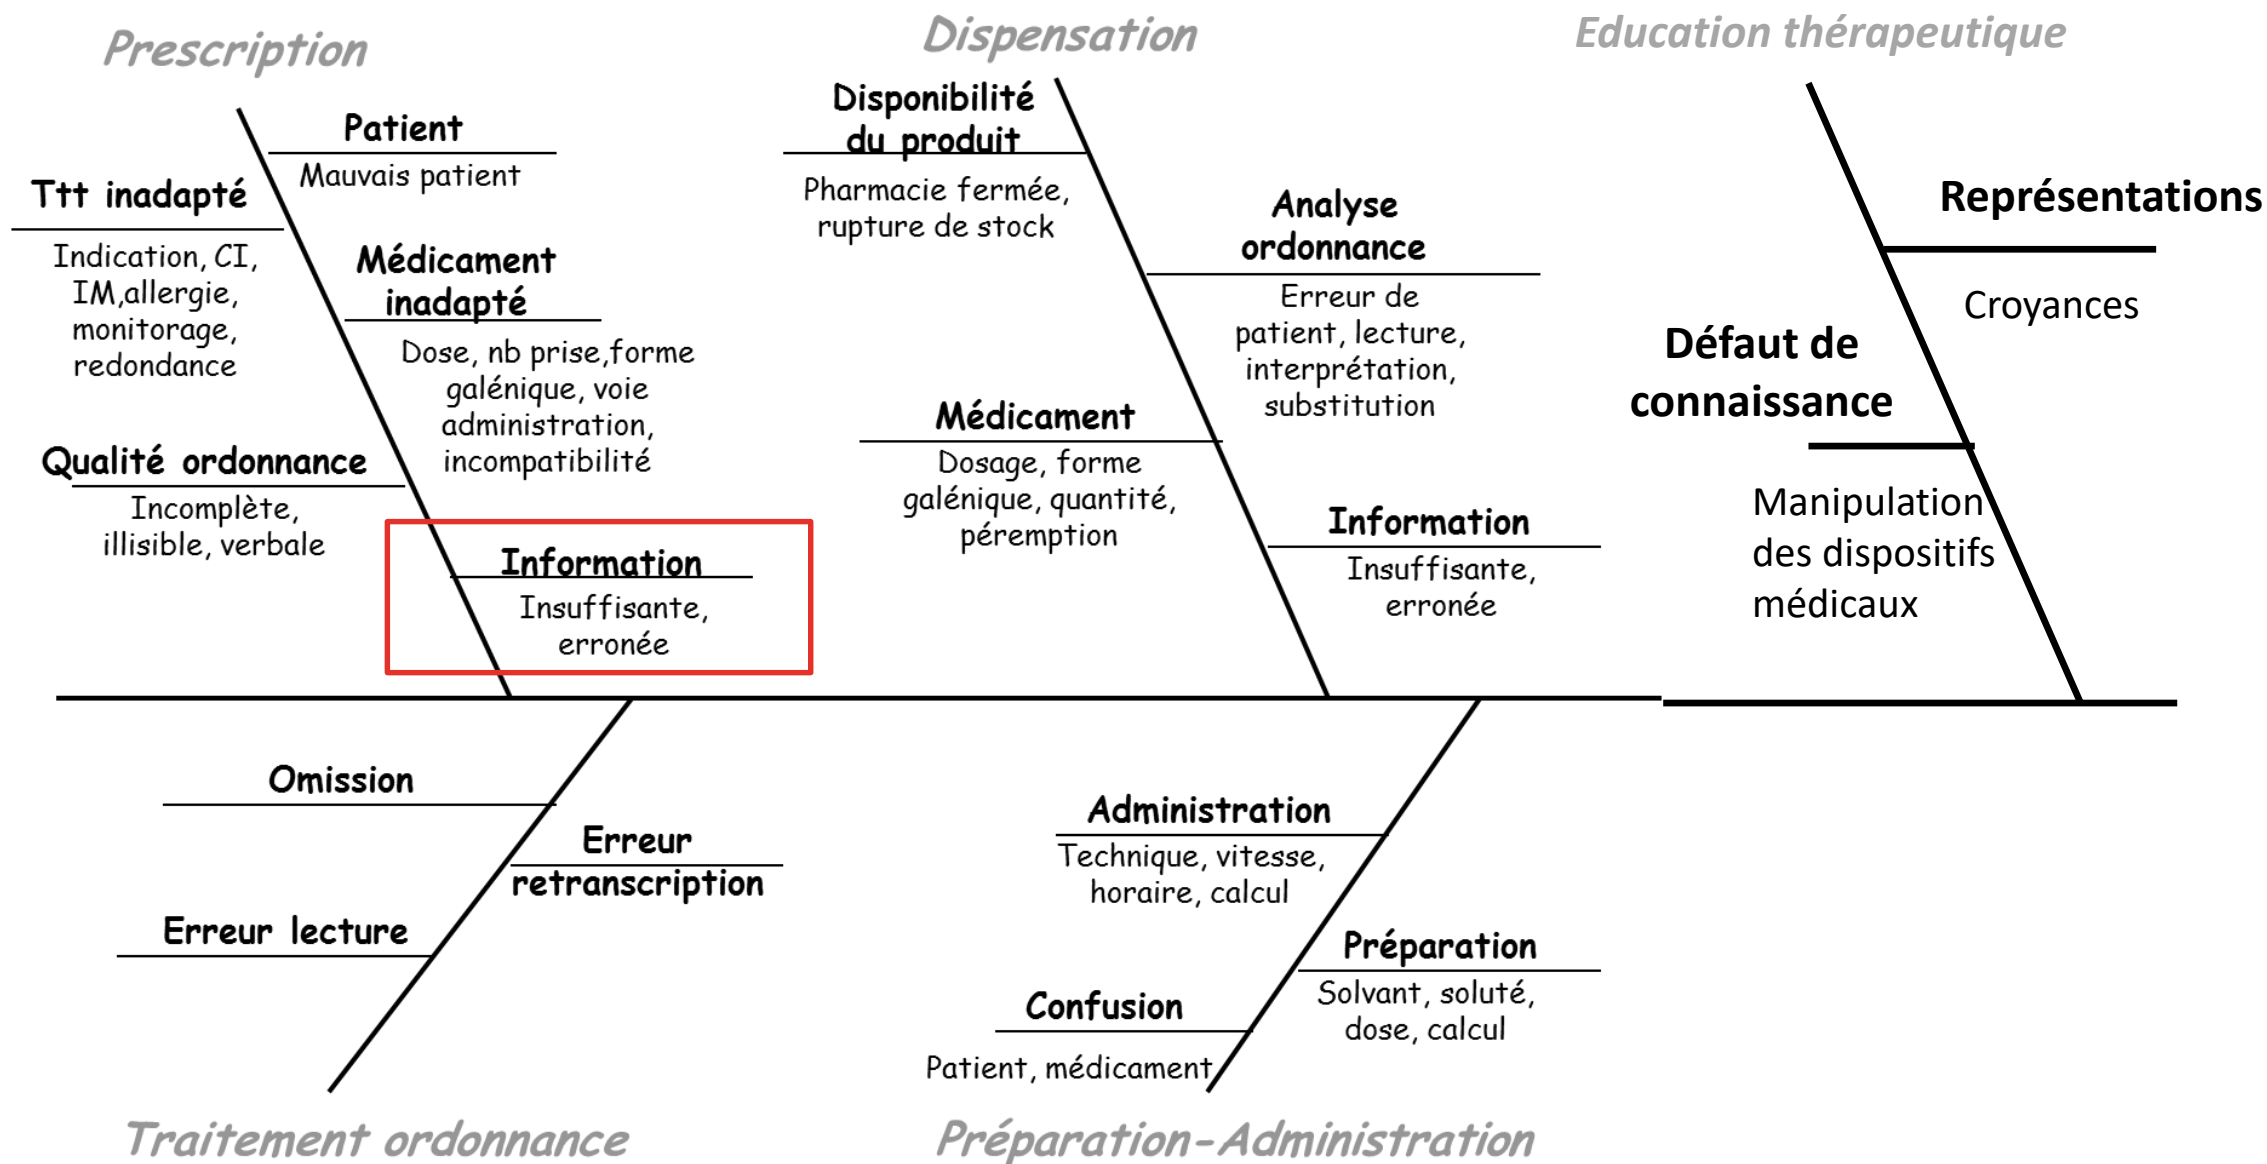 Prescription
Patient
Mauvais patient
Ttt inadapté
Indication, CI,
IM,allergie,
monitorage,
redondance
Médicament
inadapté
Dose, nb prise,forme
galénique, voie
administration,
incompatibilité
Qualité ordonnance
Incomplète,
illisible, verbale
Information
Insuffisante,
erronée
Dispensation
Disponibilité
du produit
Pharmacie fermée,
rupture de stock
Analyse
ordonnance
Erreur de
patient, lecture,
interprétation,
substitution
Médicament
Dosage, forme
galénique, quantité,
péremption
Information
Insuffisante,
erronée
Education thérapeutique
Représentations
Croyances
Défaut de
connaissance
Manipulation
des dispositifs
médicaux
Omission
Erreur
retranscription
Erreur lecture
Traitement ordonnance
Administration
Technique, vitesse,
horaire, calcul
Préparation
Solvant, soluté,
dose, calcul
Confusion
Patient, médicament
Préparation-Administration